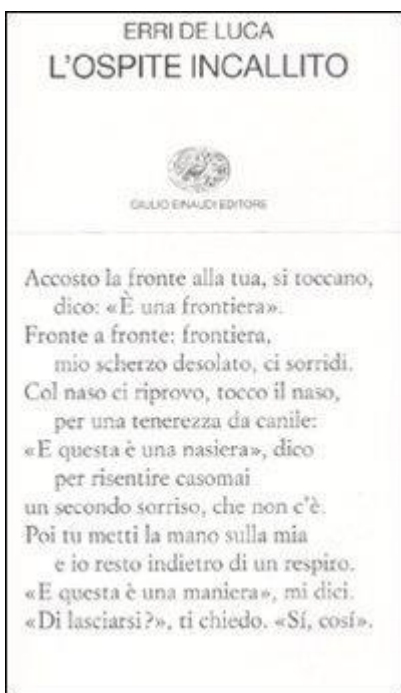 ERRI DE LUCA
L'OSPITE INCALLITO
GIULIO EINAUDI EDITORE
Accosto la fronte alla tua, si toccano,
dico: «È una frontiera».
Fronte a fronte: frontiera,
mio scherzo desolato, ci sorridi.
Col naso ci riprovo, tocco il naso,
per una tenerezza da canile:
«E questa è una nasiera», dico
per risentire casomai
un secondo sorriso, che non c'è.
Poi tu metti la mano sulla mia
e io resto indietro di un respiro.
«E questa è una maniera», mi dici.
«Di lasciarsi?», ti chiedo. «Sí, cosí».